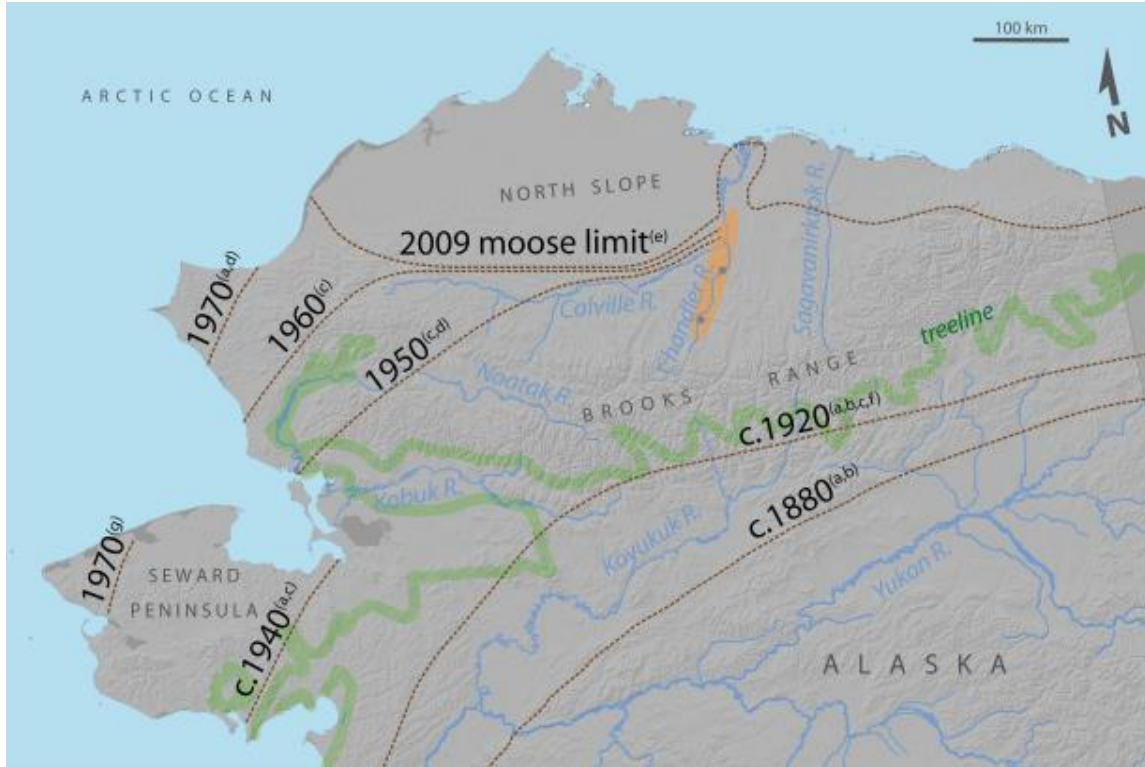 100 km
ARCTIC OCEAN
N
NORTH SLOPE
2009 moose limit(e)
1970(a,d)
1960(c)
1950(c,d)
Colville R.
Chandler R.
Sagavanirktok R.
treeline
Noatak R.
BROOKS RANGE
c.1920(a,b,c,f)
Kobuk R.
c.1880(a,b)
Koyukuk R.
Yukon R.
1970(g)
SEWARD
PENINSULA
c.1940(a,c)
ALASKA